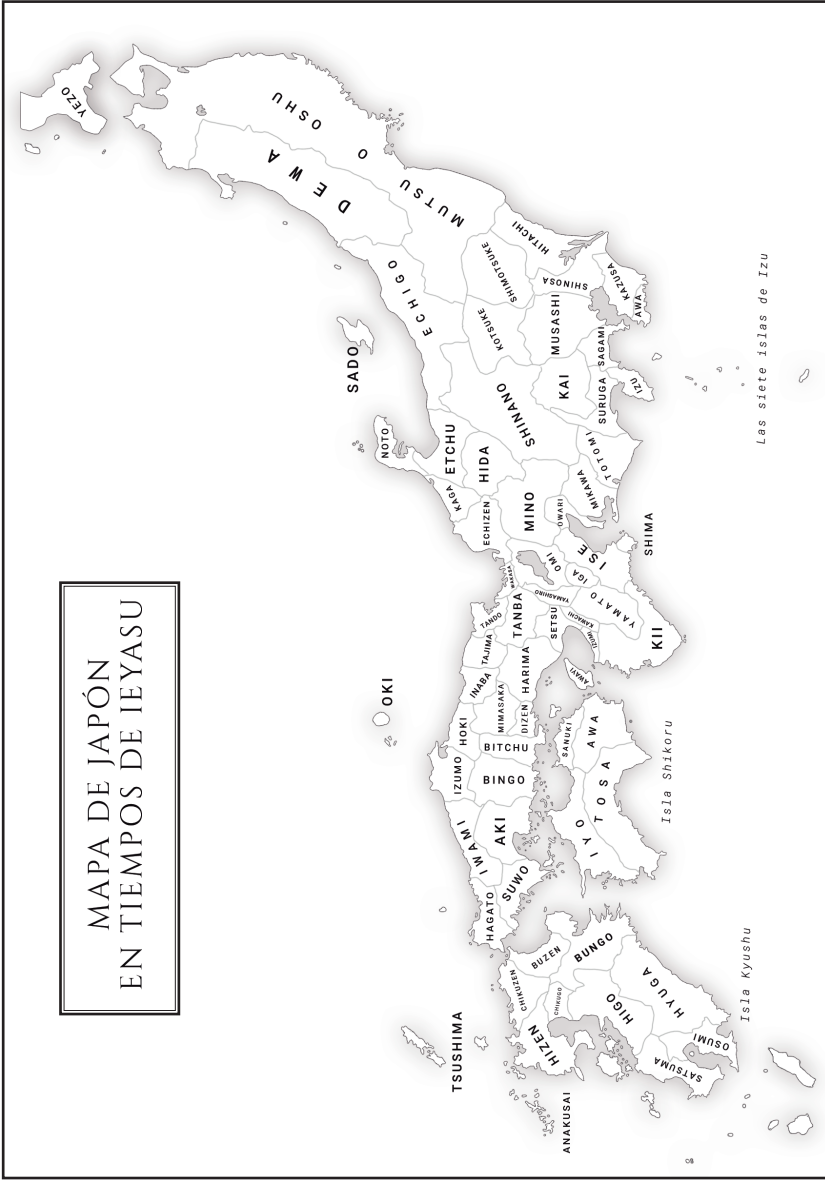 MAPA DE JAPÓN
EN TIEMPOS DE IEYASU
YEZO
O OSHU
DEWA
MUTSU
ECHIGO
SADO
HITACHI
SHIMOTSUKE
SHINOSA
KAZUSA
AWA
KOTSUKE
MUSASHI
SAGAMI
KAI
IZU
SURUGA
SHINANO
NOTO
ETCHU
HIDA
KAGA
ECHIZEN
MINO
TOTOMI
MIKAWA
OWARI
SHIMA
ISE
OMI
IGA
WAKASA
YAMASHIRO
YAMATO
KAWACHI
IZUMI
KII
SETSU
TANBA
TANDO
TAJIMA
HARIMA
AWAYI
INABA
MIMASAKA
DIZEN
OKI
HOKI
BITCHU
IZUMO
BINGO
IWAMI
AKI
SUWO
HAGATO
SANUKI
AWA
TOSA
IYO
Isla Shikoru
Las siete islas de Izu
BUZEN
BUNGO
CHIKUZEN
CHIKUGO
HIZEN
HIGO
HYUGA
OSUMI
SATSUMA
Isla Kyushu
TSUSHIMA
ANAKUSAI